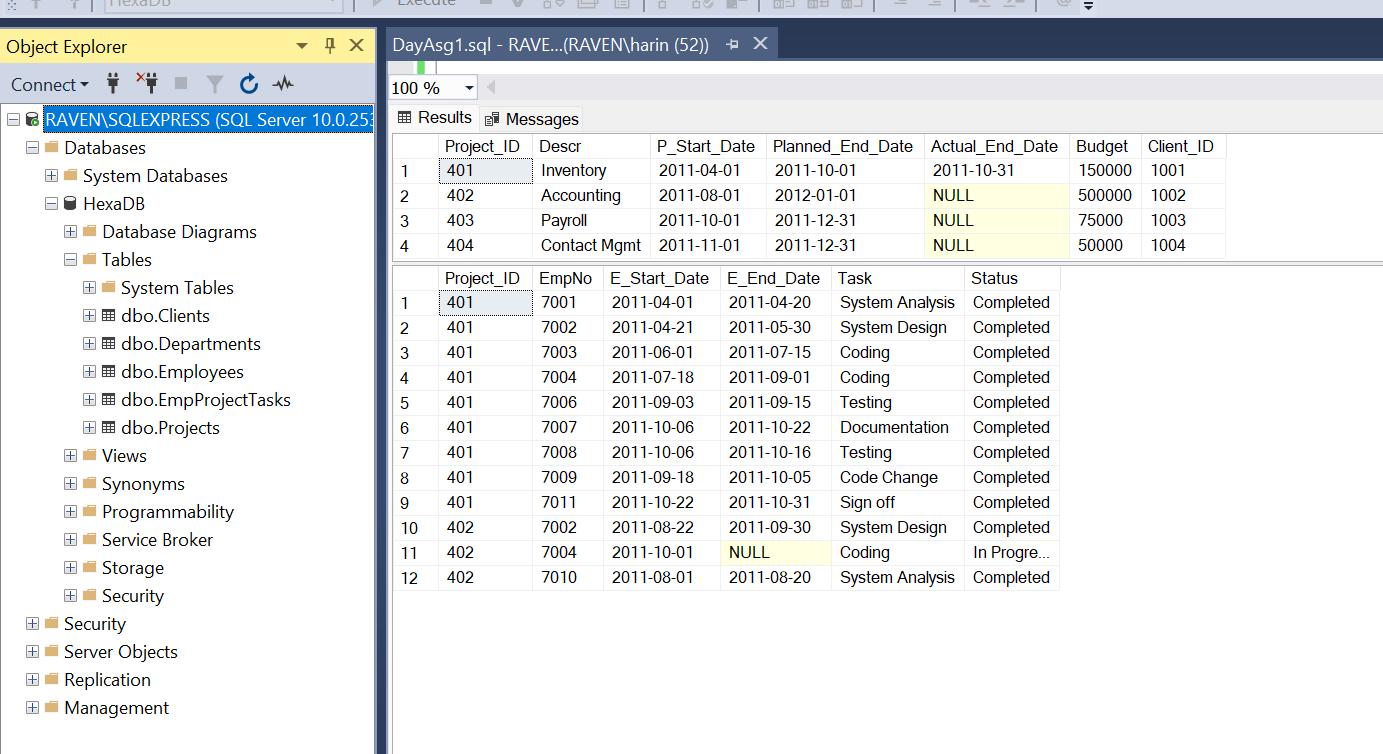 HexaDB Execute
Object Explorer
Connect
RAVEN\SQLEXPRESS (SQL Server 10.0.253
Databases
System Databases
HexaDB
Database Diagrams
Tables
System Tables
dbo.Clients
dbo.Departments
dbo.Employees
dbo.EmpProjectTasks
dbo.Projects
Views
Synonyms
Programmability
Service Broker
Storage
Security
Security
Server Objects
Replication
Management
DayAsg1.sql - RAVE...(RAVEN\harin (52))
100 %
Results Messages
Project_ID Descr P_Start_Date Planned_End_Date Actual_End_Date Budget Client_ID
1 401 Inventory 2011-04-01 2011-10-01 2011-10-31 150000 1001
2 402 Accounting 2011-08-01 2012-01-01 NULL 500000 1002
3 403 Payroll 2011-10-01 2011-12-31 NULL 75000 1003
4 404 Contact Mgmt 2011-11-01 2011-12-31 NULL 50000 1004
Project_ID EmpNo E_Start_Date E_End_Date Task Status
1 401 7001 2011-04-01 2011-04-20 System Analysis Completed
2 401 7002 2011-04-21 2011-05-30 System Design Completed
3 401 7003 2011-06-01 2011-07-15 Coding Completed
4 401 7004 2011-07-18 2011-09-01 Coding Completed
5 401 7006 2011-09-03 2011-09-15 Testing Completed
6 401 7007 2011-10-06 2011-10-22 Documentation Completed
7 401 7008 2011-10-06 2011-10-16 Testing Completed
8 401 7009 2011-09-18 2011-10-05 Code Change Completed
9 401 7011 2011-10-22 2011-10-31 Sign off Completed
10 402 7002 2011-08-22 2011-09-30 System Design Completed
11 402 7004 2011-10-01 NULL Coding In Progre...
12 402 7010 2011-08-01 2011-08-20 System Analysis Completed